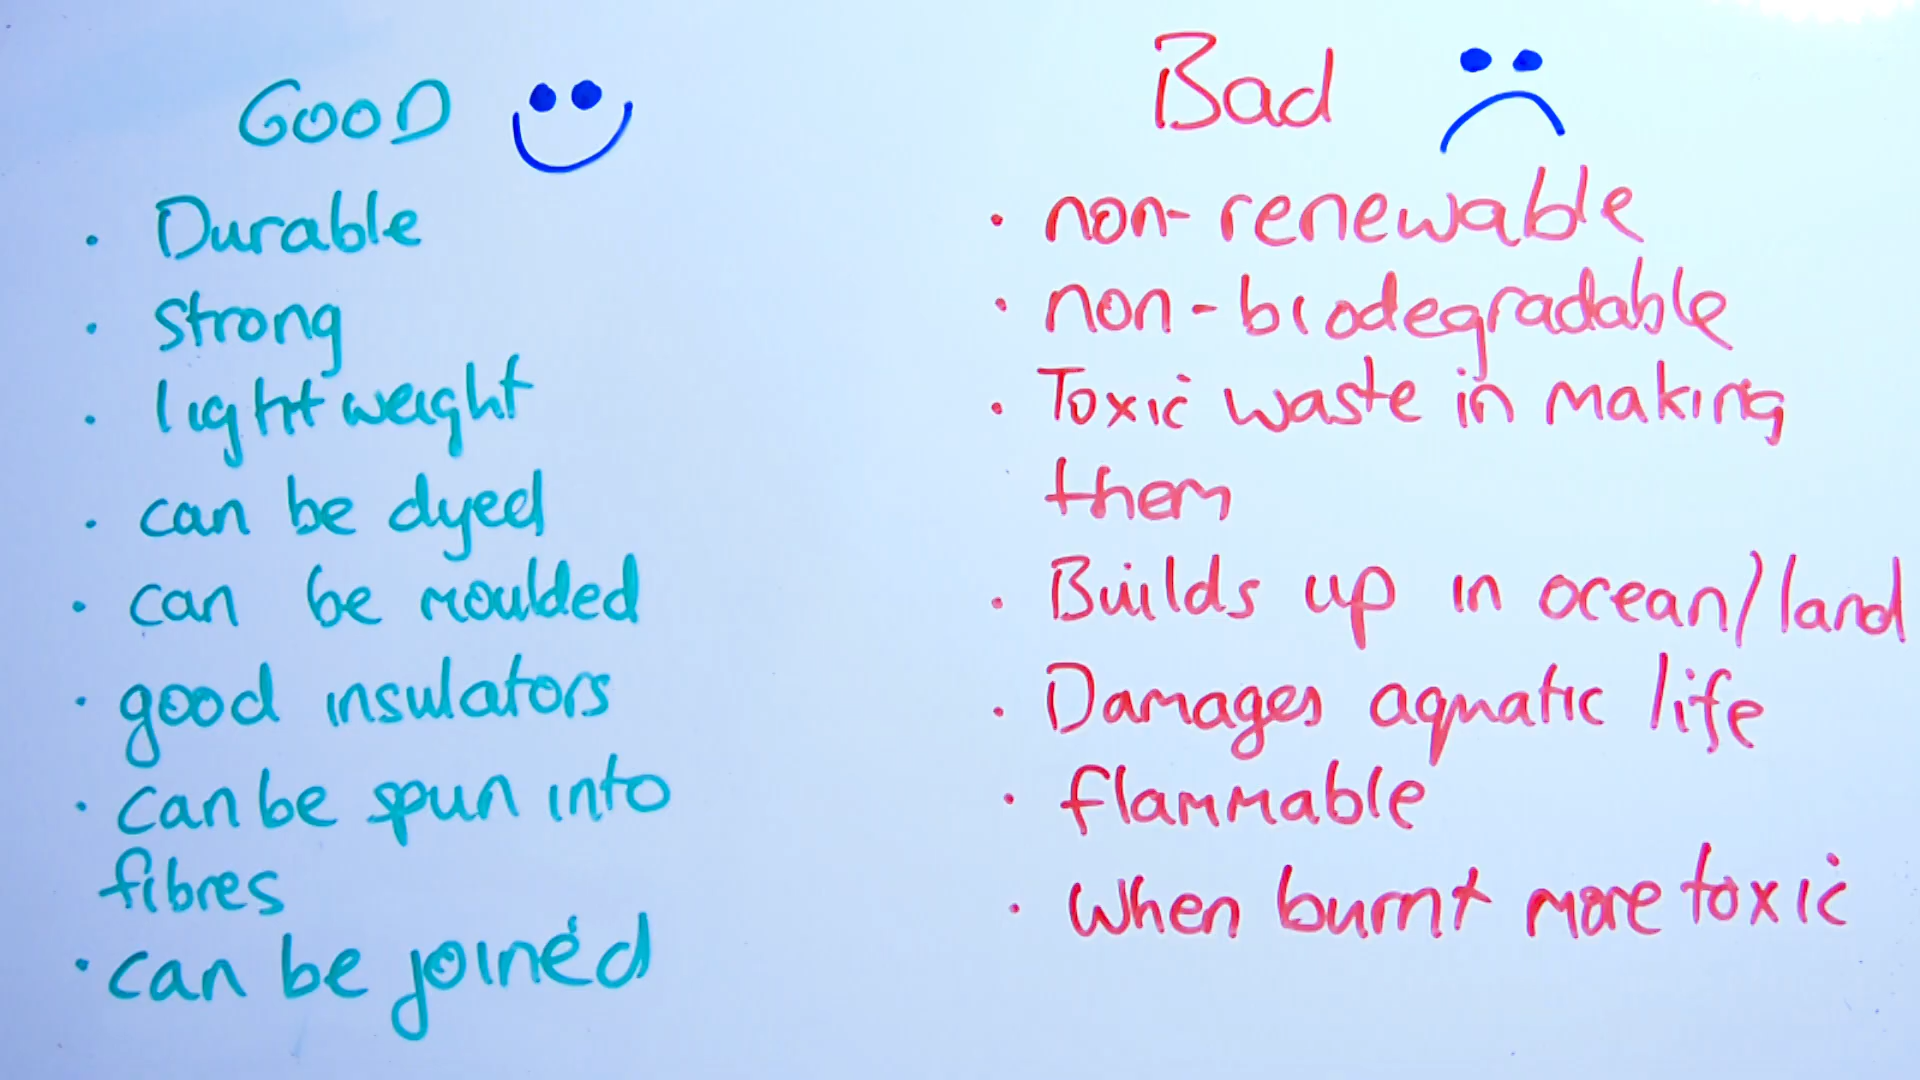 GOOD
· Durable
· strong
· lightweight
· can be dyed
· can be moulded
· good insulators
· can be spun into
fibres
· can be joined
Bad
· non-renewable
· non-biodegradable
· Toxic waste in making
them
· Builds up in ocean/land
· Damages aquatic life
· flammable
· When burnt more toxic